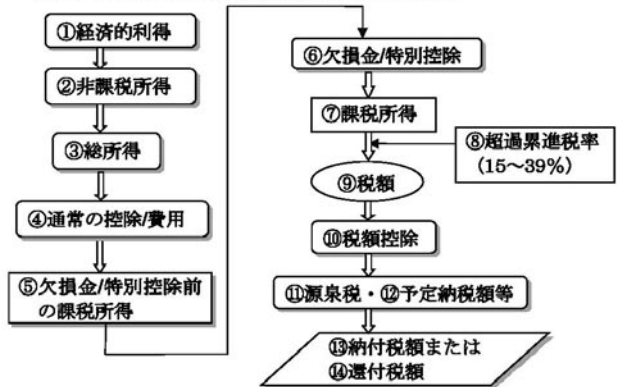 ①経済的利得
②非課税所得
③総所得
④通常の控除/費用
⑤欠損金/特別控除前
の課税所得
⑥欠損金/特別控除
⑦課税所得
⑧超過累進税率
(15～39%)
⑨税額
⑩税額控除
⑪源泉税・⑫予定納税額等
⑬納付税額または
⑭還付税額